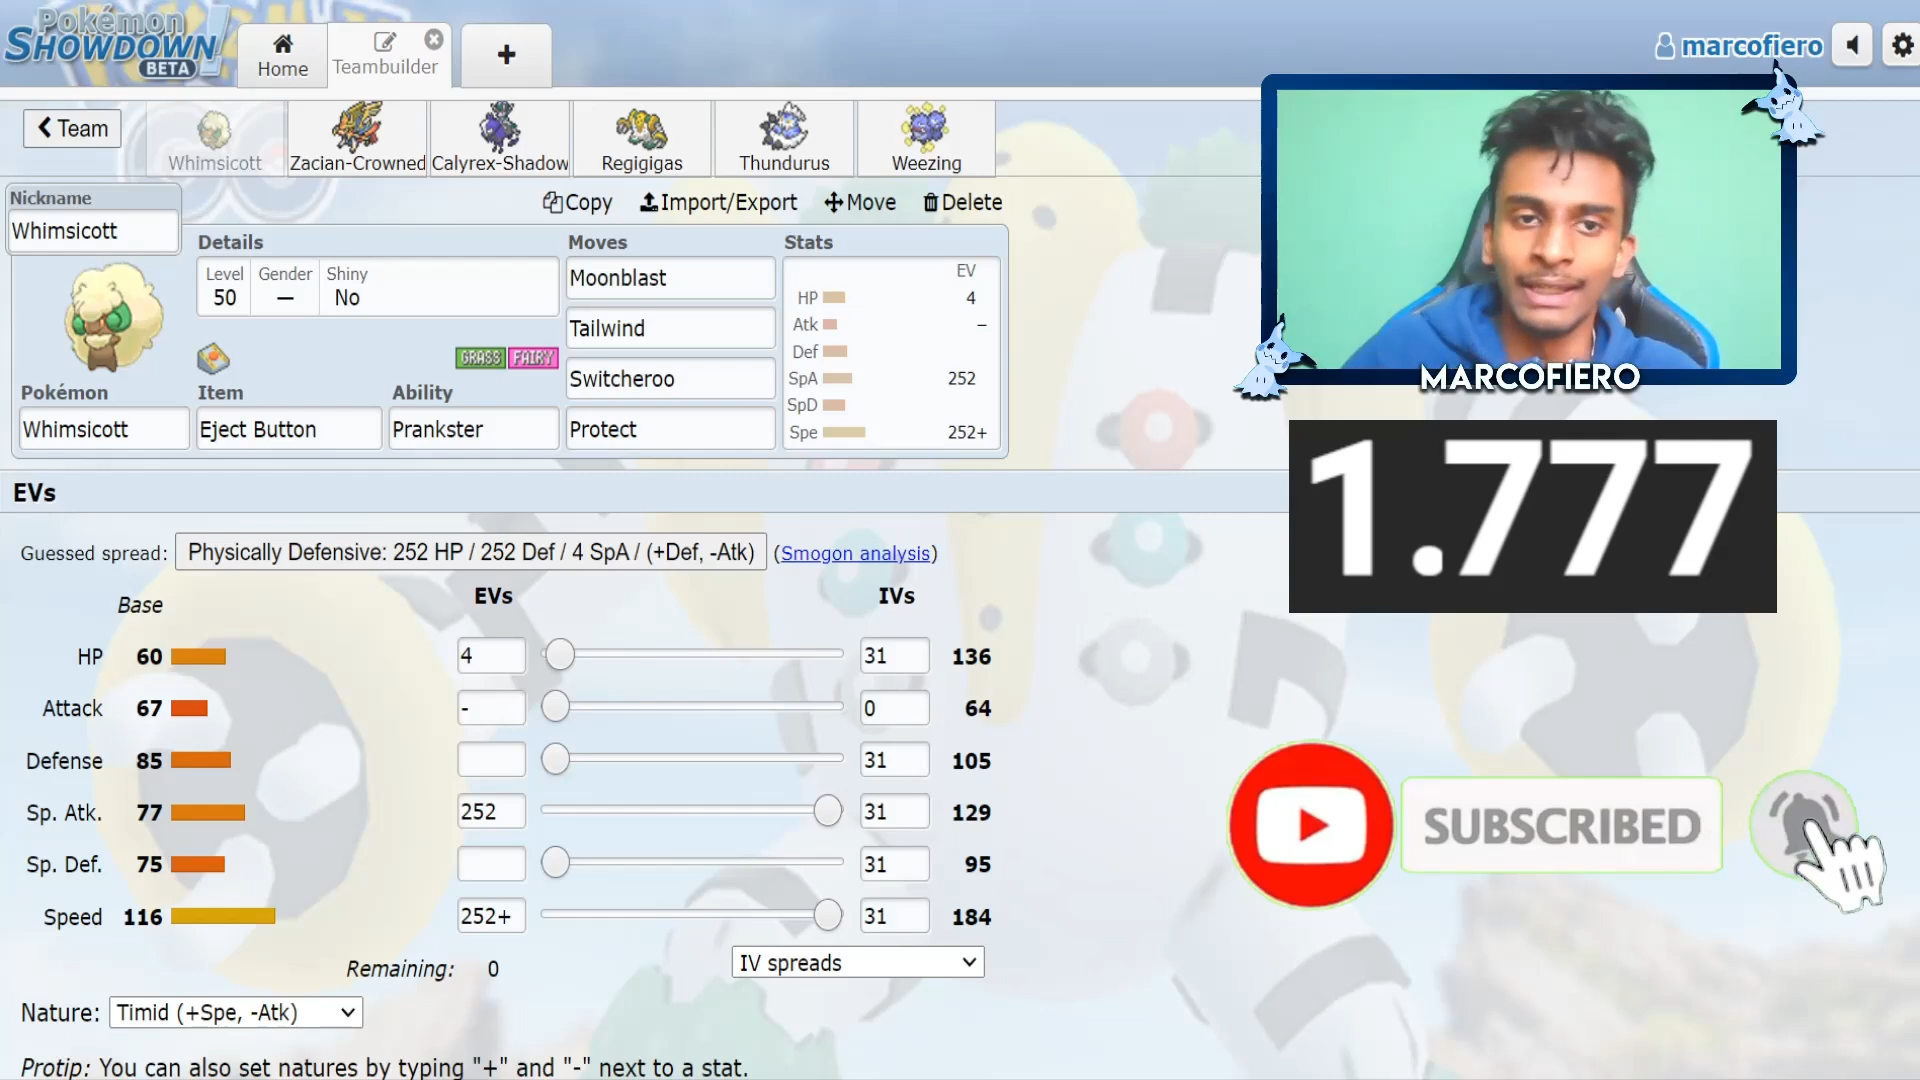 Pokémon
SHOWDOWN!
BETA
Home
Teambuilder
+
marcofiero
Team
Whimsicott
Zacian-Crowned
Calyrex-Shadow
Regigigas
Thundurus
Weezing
Nickname
Whimsicott
Copy
Import/Export
Move
Delete
Details
Level
Gender
Shiny
50
—
No
Moves
Moonblast
Tailwind
Switcheroo
Protect
Stats
EV
HP 4
Atk –
Def
SpA 252
SpD
Spe 252+
GRASS FAIRY
Pokémon
Item
Ability
Whimsicott
Eject Button
Prankster
MARCOFIERO
1.777
EVs
Guessed spread: Physically Defensive: 252 HP / 252 Def / 4 SpA / (+Def, -Atk) (Smogon analysis)
Base EVs IVs
HP 60 4 31 136
Attack 67 - 0 64
Defense 85 31 105
Sp. Atk. 77 252 31 129
Sp. Def. 75 31 95
Speed 116 252+ 31 184
Remaining: 0
IV spreads
Nature: Timid (+Spe, -Atk)
Protip: You can also set natures by typing "+" and "-" next to a stat.
SUBSCRIBED